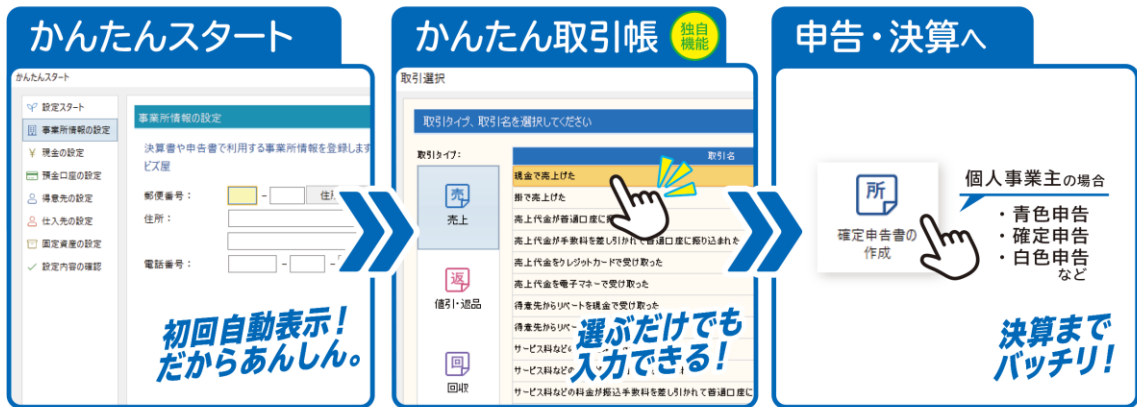 かんたんスタート
かんたんスタート
設定スタート
事業所情報の設定
現金の設定
預金口座の設定
得意先の設定
仕入先の設定
固定資産の設定
設定内容の確認
事業所情報の設定
決算書や申告書で利用する事業所情報を登録します
ビズ屋
郵便番号：
-
住所：
電話番号：
-
-
初回自動表示！
だからあんしん。
かんたん取引帳
独自
機能
取引選択
取引タイプ、取引名を選択してください
取引タイプ：
取引名
売
売上
返
値引・返品
回
回収
現金で売上げた
掛で売上げた
売上代金が普通口座に
売上代金が手数料を差し引かれて普通口座に振り込まれた
売上代金をクレジットカードで受け取った
売上代金を電子マネーで受け取った
得意先からリベートを現金で受け取った
得意先からリベ
サービス料など
サービス料など
サービス料などの料金が振込手数料を差し引かれて普通口座に
選ぶだけでも
入力できる！
申告・決算へ
所
確定申告書の
作成
個人事業主の場合
・青色申告
・確定申告
・白色申告
など
決算まで
バッチリ！